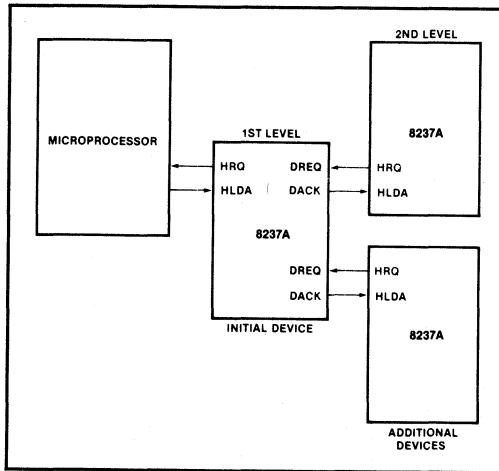 2ND LEVEL
8237A
HRQ
HLDA
MICROPROCESSOR
1ST LEVEL
HRQ DREQ
HLDA DACK
8237A
DREQ
DACK
INITIAL DEVICE
HRQ
HLDA
8237A
ADDITIONAL
DEVICES